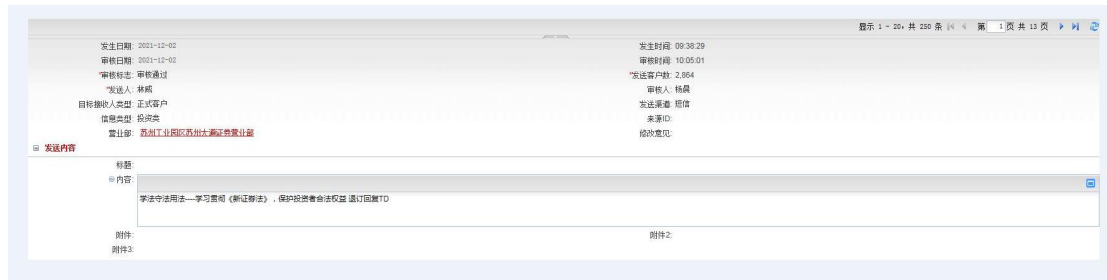 显示 1 - 20，共 250 条 第 1 页 共 13 页
发生日期: 2021-12-02 发生时间: 09:38:29
审核日期: 2021-12-02 审核时间: 10:05:01
*审核标志: 审核通过 *发送客户数: 2,864
*发送人: 林威 审核人: 杨晨
目标接收人类型: 正式客户 发送渠道: 短信
信息类型: 投资类 来源ID:
营业部: 苏州工业园区苏州大道证券营业部 修改意见:
发送内容
标题:
内容:
学法守法用法----学习贯彻《新证券法》，保护投资者合法权益 退订回复TD
附件: 附件2:
附件3: